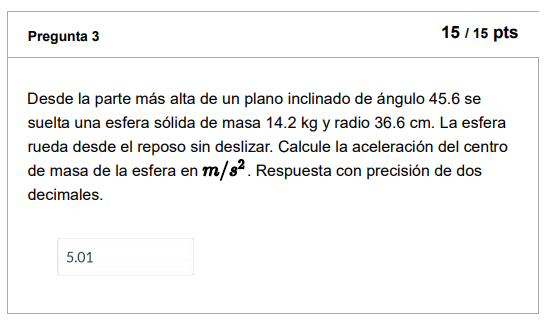 Pregunta 3
15 / 15 pts
Desde la parte más alta de un plano inclinado de ángulo 45.6 se
suelta una esfera sólida de masa 14.2 kg y radio 36.6 cm. La esfera
rueda desde el reposo sin deslizar. Calcule la aceleración del centro
de masa de la esfera en m/s². Respuesta con precisión de dos
decimales.
5.01